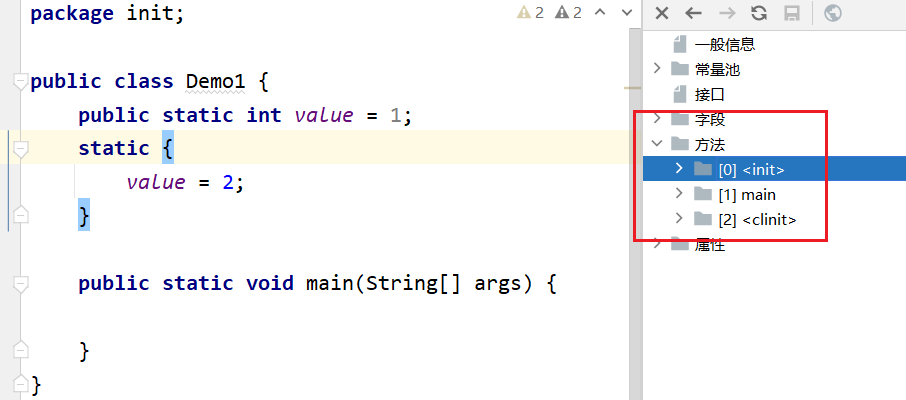 package init;
2 2
public class Demo1 {
public static int value = 1;
static {
value = 2;
}
public static void main(String[] args) {
}
}
一般信息
常量池
接口
字段
方法
[0] <init>
[1] main
[2] <clinit>
属性